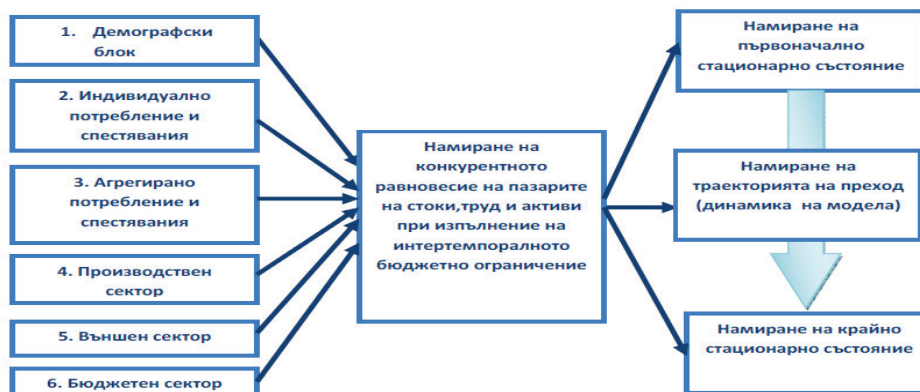 1. Демографски
блок
2. Индивидуално
потребление и
спестявания
3. Агрегирано
потребление и
спестявания
4. Производствен
сектор
5. Външен сектор
6. Бюджетен сектор
Намиране на
конкурентното
равновесие на пазарите
на стоки,труд и активи
при изпълнение на
интертемпоралното
бюджетно ограничение
Намиране на
първоначално
стационарно състояние
Намиране на
траекторията на преход
(динамика на модела)
Намиране на крайно
стационарно състояние